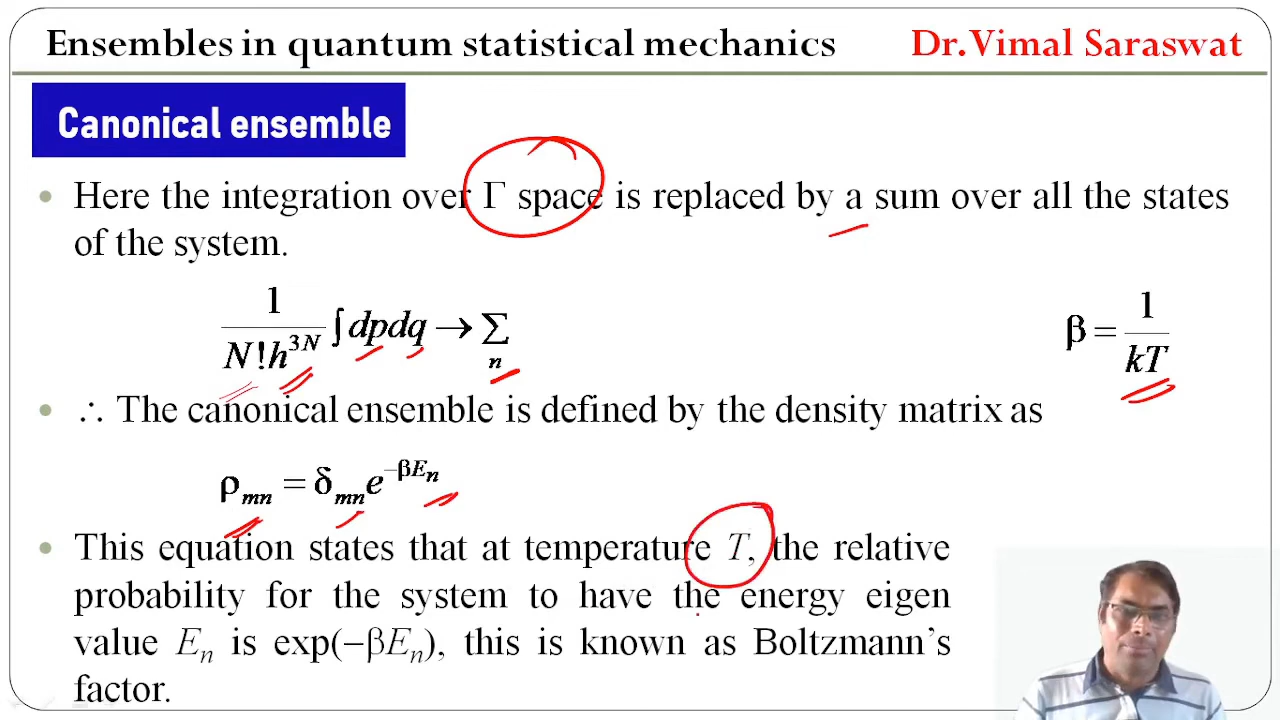 Ensembles in quantum statistical mechanics Dr.Vimal Saraswat
Canonical ensemble
• Here the integration over Γ space is replaced by a sum over all the states
of the system.
1/(N!h^{3N}) ∫dpdq → ∑_n β = 1/(kT)
• ∴ The canonical ensemble is defined by the density matrix as
ρ_{mn} = δ_{mn}e^{−βE_n}
• This equation states that at temperature T, the relative
probability for the system to have the energy eigen
value E_n is exp(−βE_n), this is known as Boltzmann's
factor.